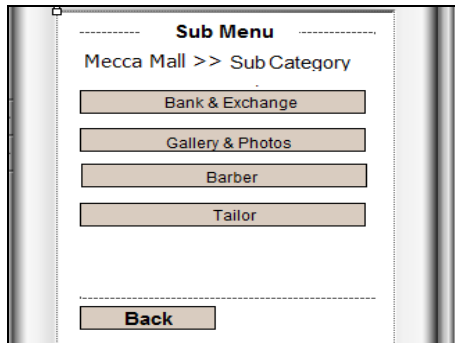 Sub Menu
Mecca Mall >> Sub Category
Bank & Exchange
Gallery & Photos
Barber
Tailor
Back